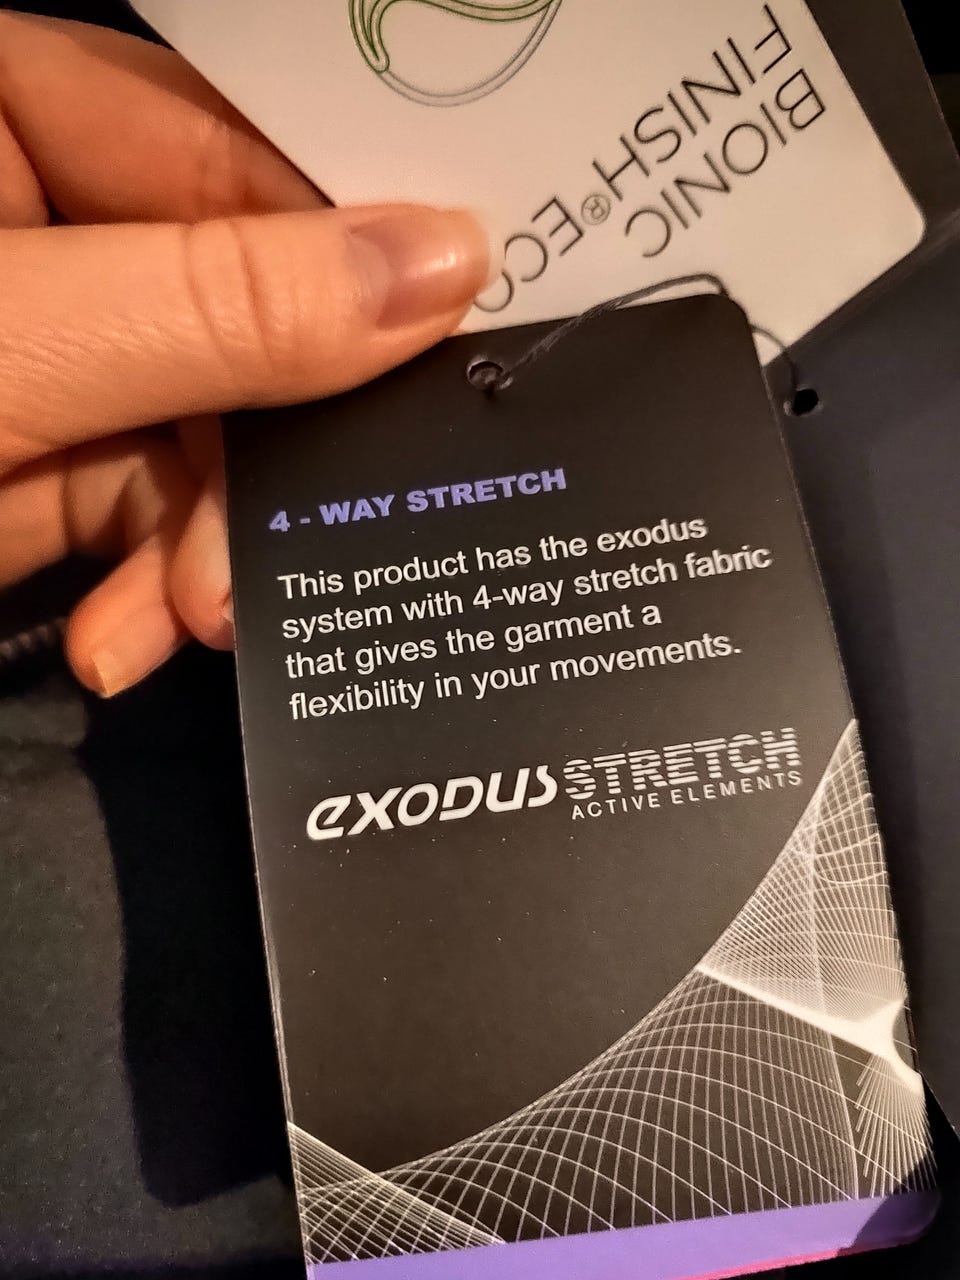 BIONIC
FINISH®ECO
4 - WAY STRETCH
This product has the exodus
system with 4-way stretch fabric
that gives the garment a
flexibility in your movements.
exodus STRETCH
ACTIVE ELEMENTS